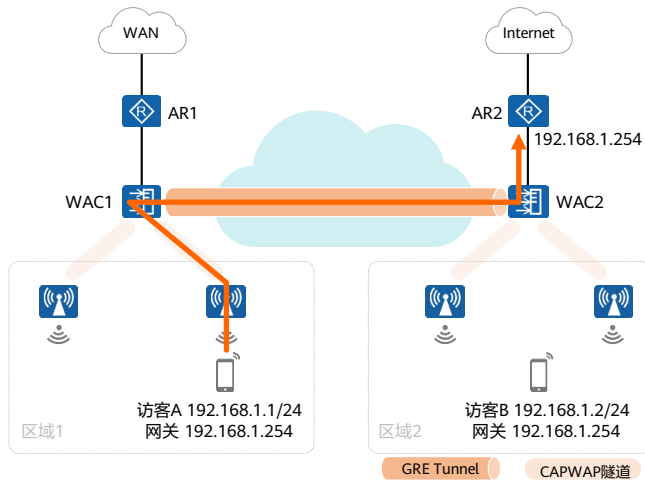 WAN
Internet
AR1
AR2
192.168.1.254
WAC1
WAC2
访客A 192.168.1.1/24
网关 192.168.1.254
区域1
访客B 192.168.1.2/24
网关 192.168.1.254
区域2
GRE Tunnel
CAPWAP隧道